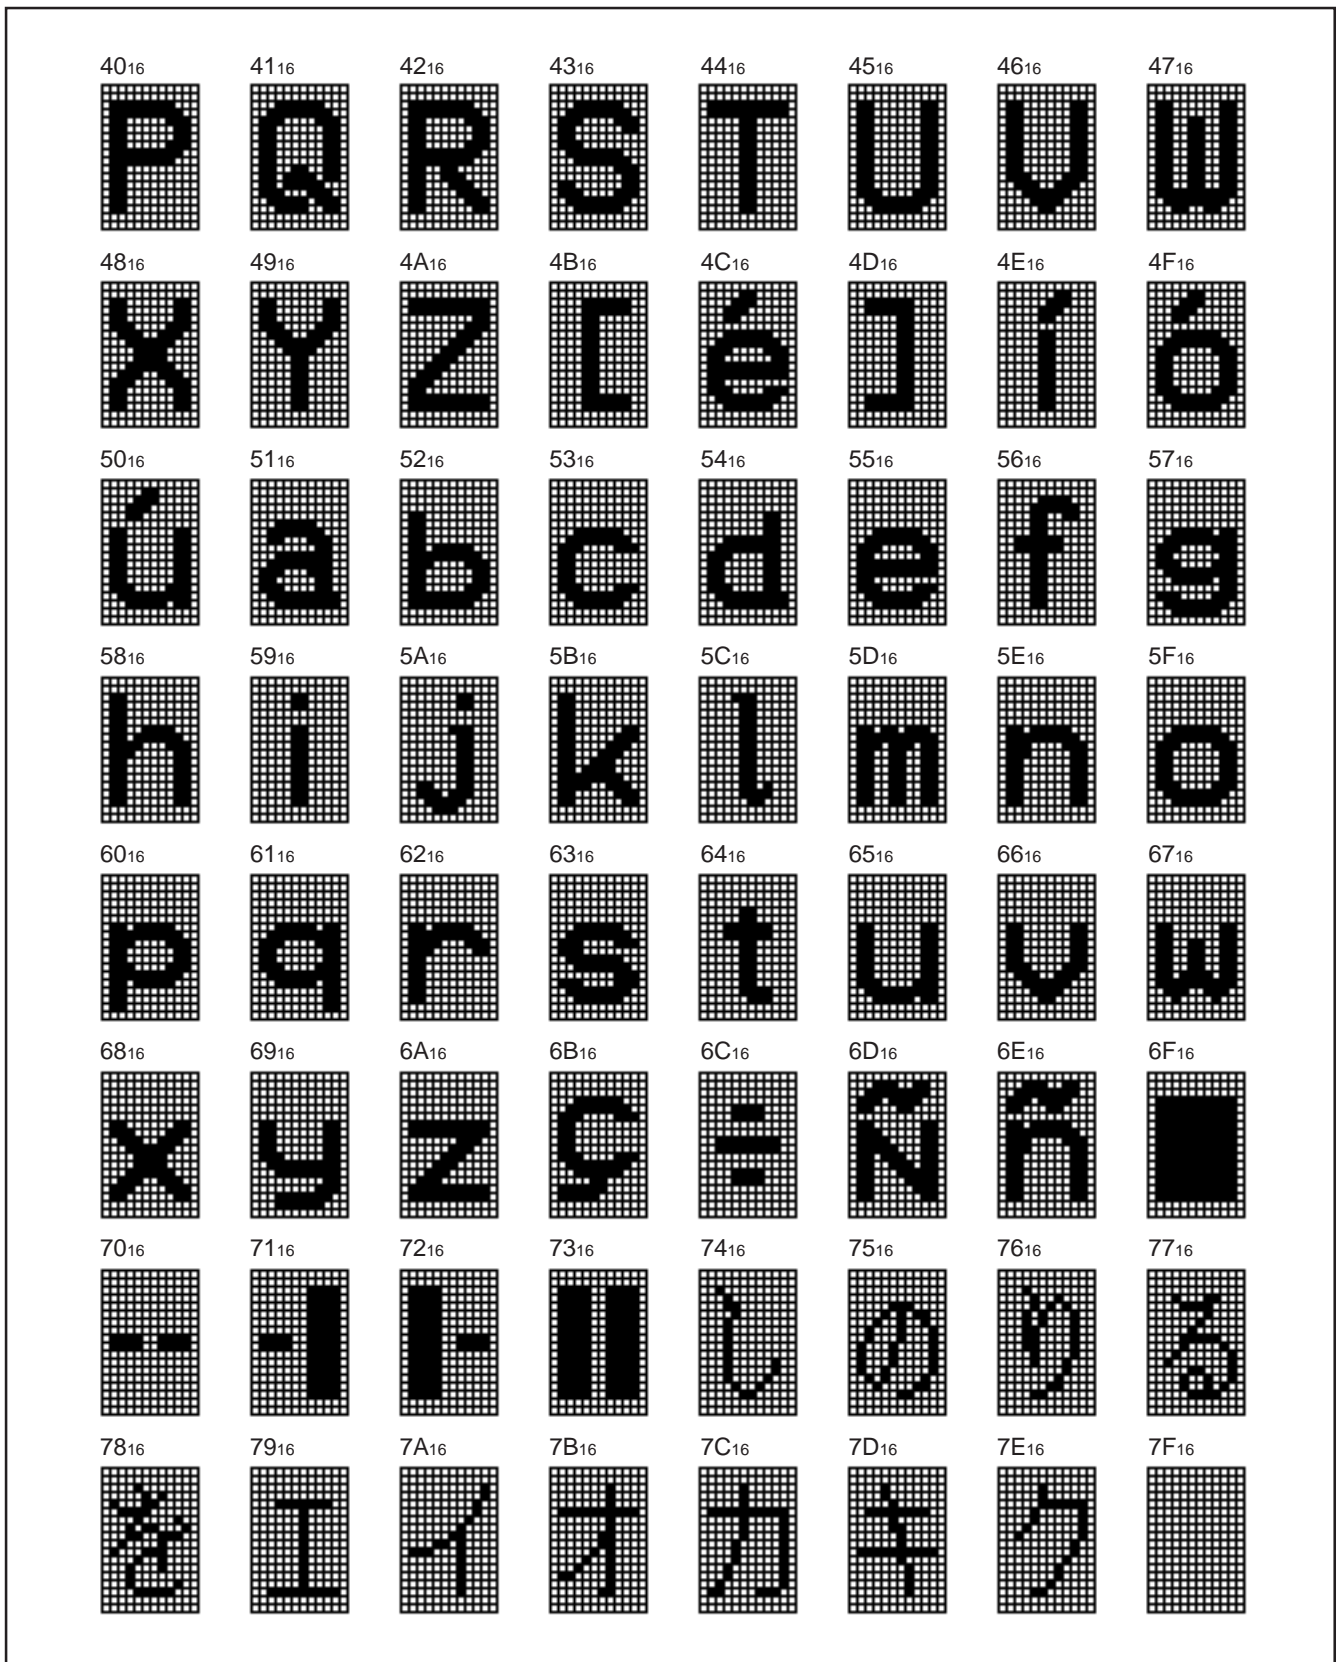 40₁₆ 41₁₆ 42₁₆ 43₁₆ 44₁₆ 45₁₆ 46₁₆ 47₁₆
P Q R S T U V W
48₁₆ 49₁₆ 4A₁₆ 4B₁₆ 4C₁₆ 4D₁₆ 4E₁₆ 4F₁₆
X Y Z [ é ] í ó
50₁₆ 51₁₆ 52₁₆ 53₁₆ 54₁₆ 55₁₆ 56₁₆ 57₁₆
ú a b c d e f g
58₁₆ 59₁₆ 5A₁₆ 5B₁₆ 5C₁₆ 5D₁₆ 5E₁₆ 5F₁₆
h i j k l m n o
60₁₆ 61₁₆ 62₁₆ 63₁₆ 64₁₆ 65₁₆ 66₁₆ 67₁₆
p q r s t u v w
68₁₆ 69₁₆ 6A₁₆ 6B₁₆ 6C₁₆ 6D₁₆ 6E₁₆ 6F₁₆
x y z ç ÷ Ñ ñ ■
70₁₆ 71₁₆ 72₁₆ 73₁₆ 74₁₆ 75₁₆ 76₁₆ 77₁₆
し の り る
78₁₆ 79₁₆ 7A₁₆ 7B₁₆ 7C₁₆ 7D₁₆ 7E₁₆ 7F₁₆
を エ イ オ カ キ ク